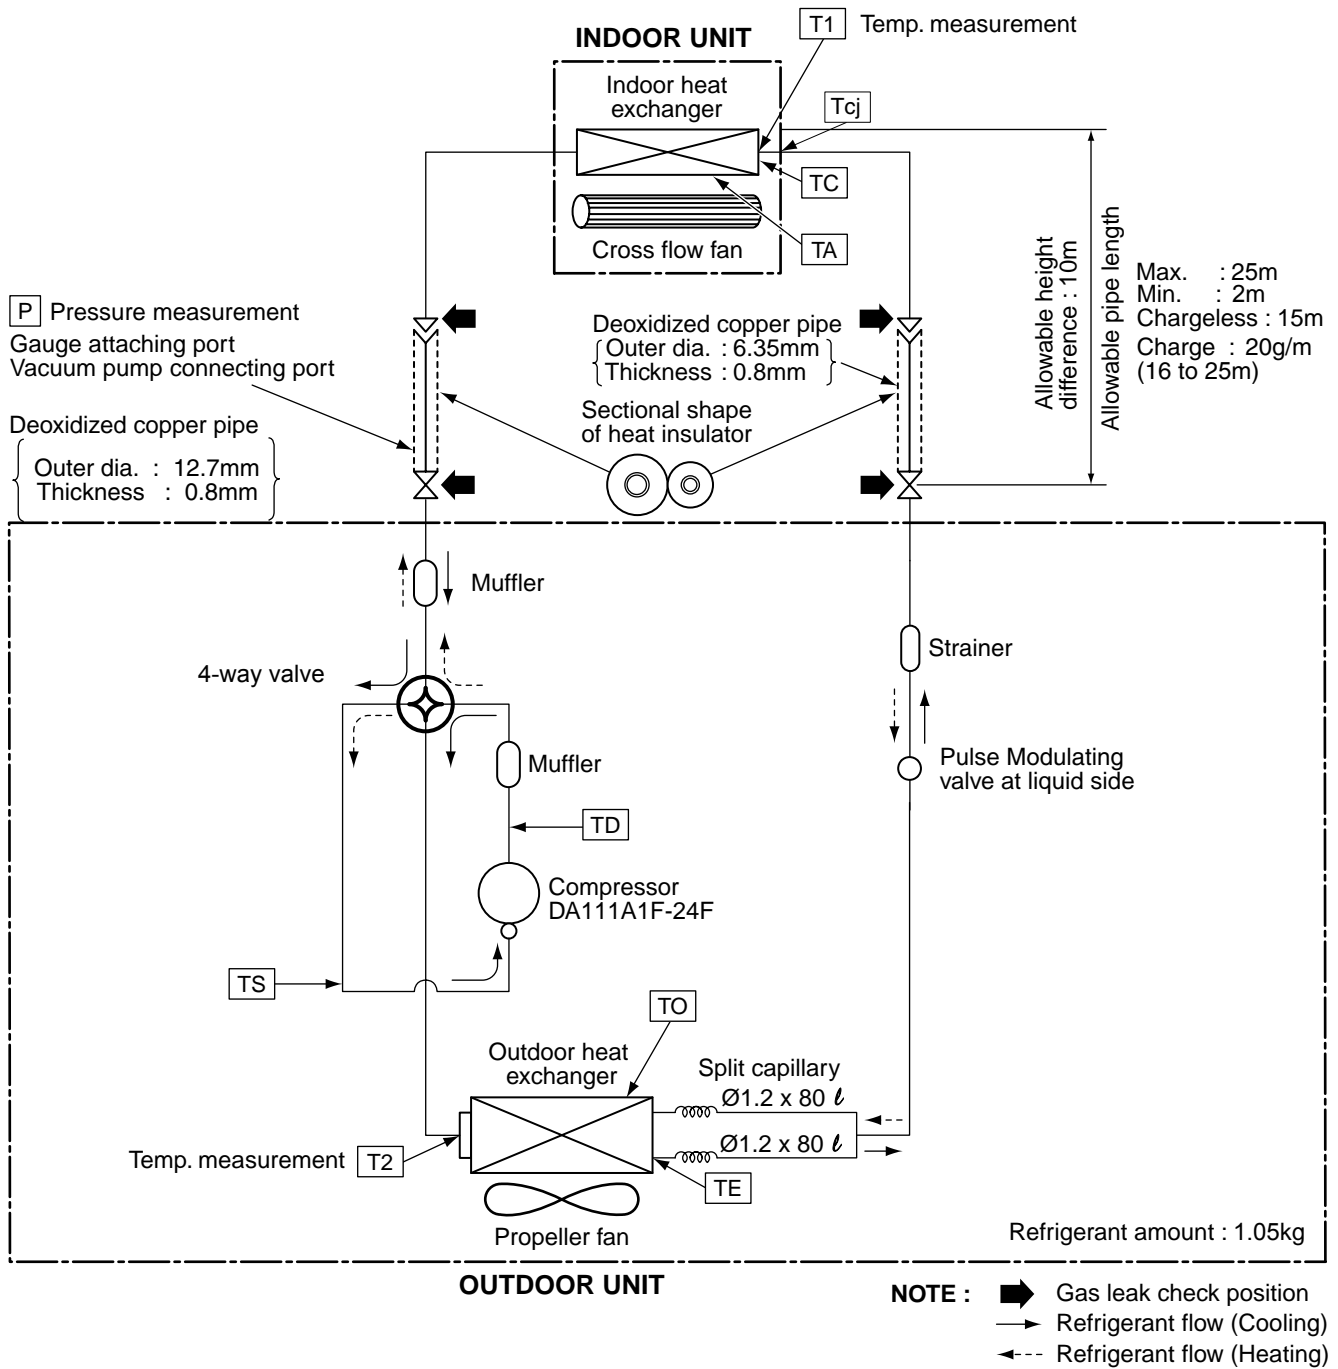 T1 Temp. measurement
INDOOR UNIT
Indoor heat
exchanger
Tcj
TC
Cross flow fan
TA
Allowable height
difference : 10m
Allowable pipe length
Max. : 25m
Min. : 2m
Chargeless : 15m
Charge : 20g/m
(16 to 25m)
P Pressure measurement
Gauge attaching port
Vacuum pump connecting port
Deoxidized copper pipe
Outer dia. : 6.35mm
Thickness : 0.8mm
Sectional shape
of heat insulator
Deoxidized copper pipe
Outer dia. : 12.7mm
Thickness : 0.8mm
Muffler
Strainer
4-way valve
Muffler
Pulse Modulating
valve at liquid side
TD
Compressor
DA111A1F-24F
TS
TO
Outdoor heat
exchanger
Split capillary
Ø1.2 x 80 ℓ
Ø1.2 x 80 ℓ
Temp. measurement T2
TE
Propeller fan
Refrigerant amount : 1.05kg
OUTDOOR UNIT
NOTE : Gas leak check position
Refrigerant flow (Cooling)
Refrigerant flow (Heating)